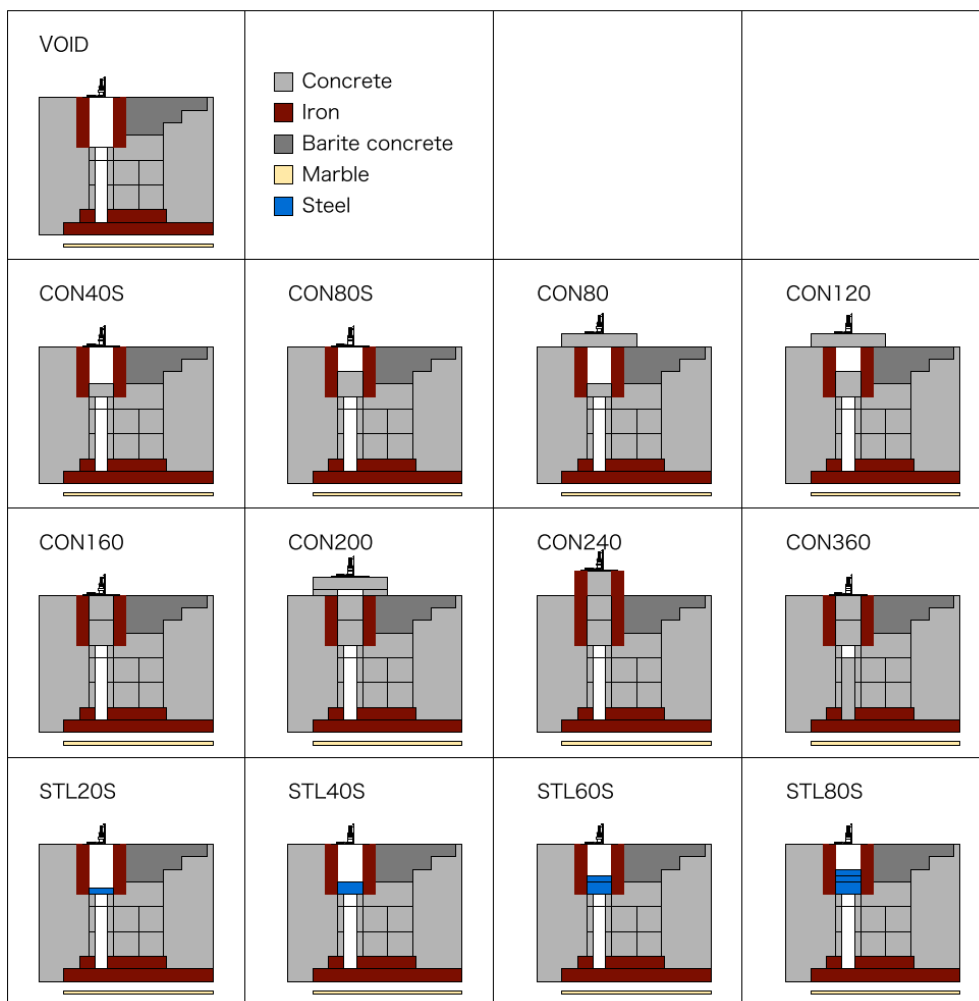 VOID
Concrete
Iron
Barite concrete
Marble
Steel
CON40S
CON80S
CON80
CON120
CON160
CON200
CON240
CON360
STL20S
STL40S
STL60S
STL80S